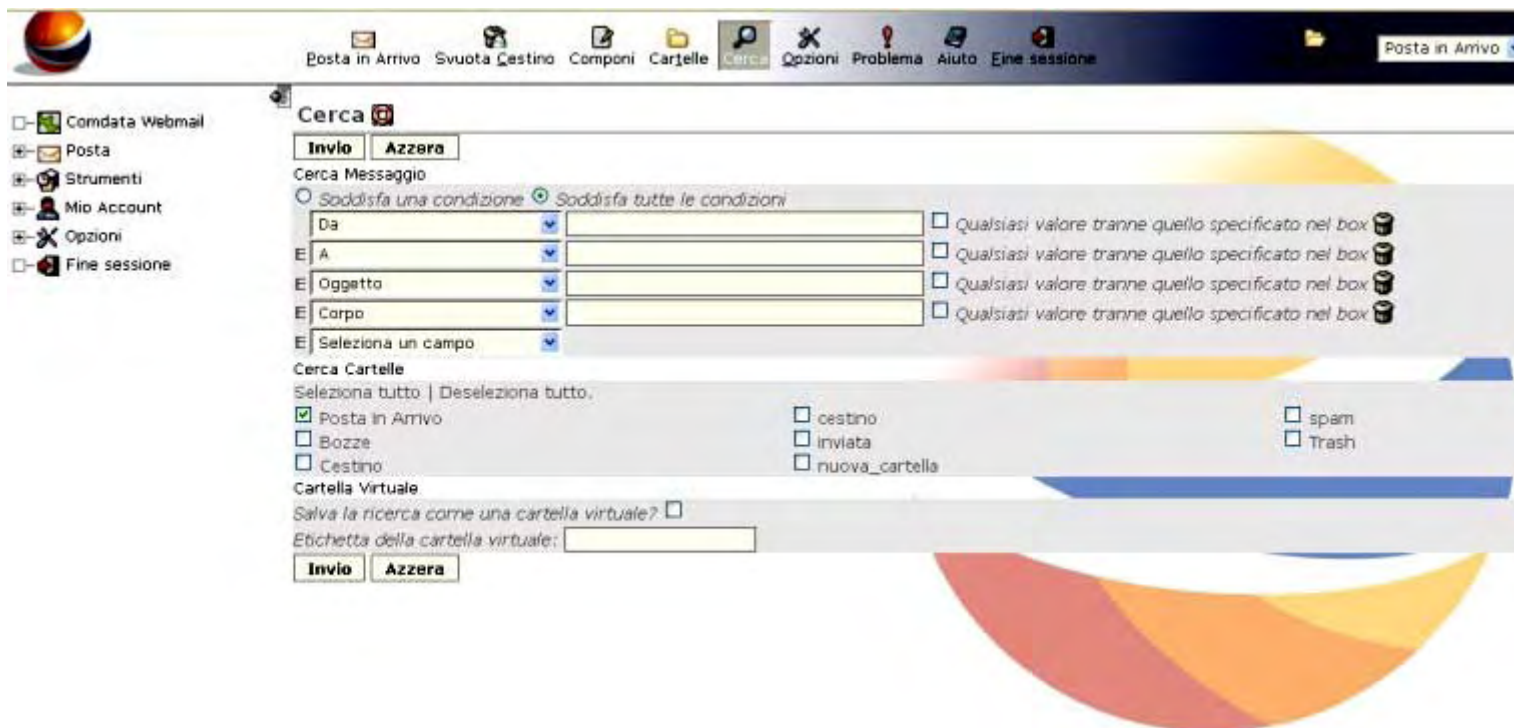 Posta in Arrivo Svuota Cestino Componi Cartelle Cerca Opzioni Problema Aiuto Fine sessione
Posta in Arrivo
Comdata Webmail
Posta
Strumenti
Mio Account
Opzioni
Fine sessione
Cerca
Invio Azzera
Cerca Messaggio
Soddisfa una condizione Soddisfa tutte le condizioni
Da Qualsiasi valore tranne quello specificato nel box
E A Qualsiasi valore tranne quello specificato nel box
E Oggetto Qualsiasi valore tranne quello specificato nel box
E Corpo Qualsiasi valore tranne quello specificato nel box
E Seleziona un campo
Cerca Cartelle
Seleziona tutto | Deseleziona tutto.
Posta in Arrivo cestino spam
Bozze inviata Trash
Cestino nuova_cartella
Cartella Virtuale
Salva la ricerca come una cartella virtuale?
Etichetta della cartella virtuale:
Invio Azzera